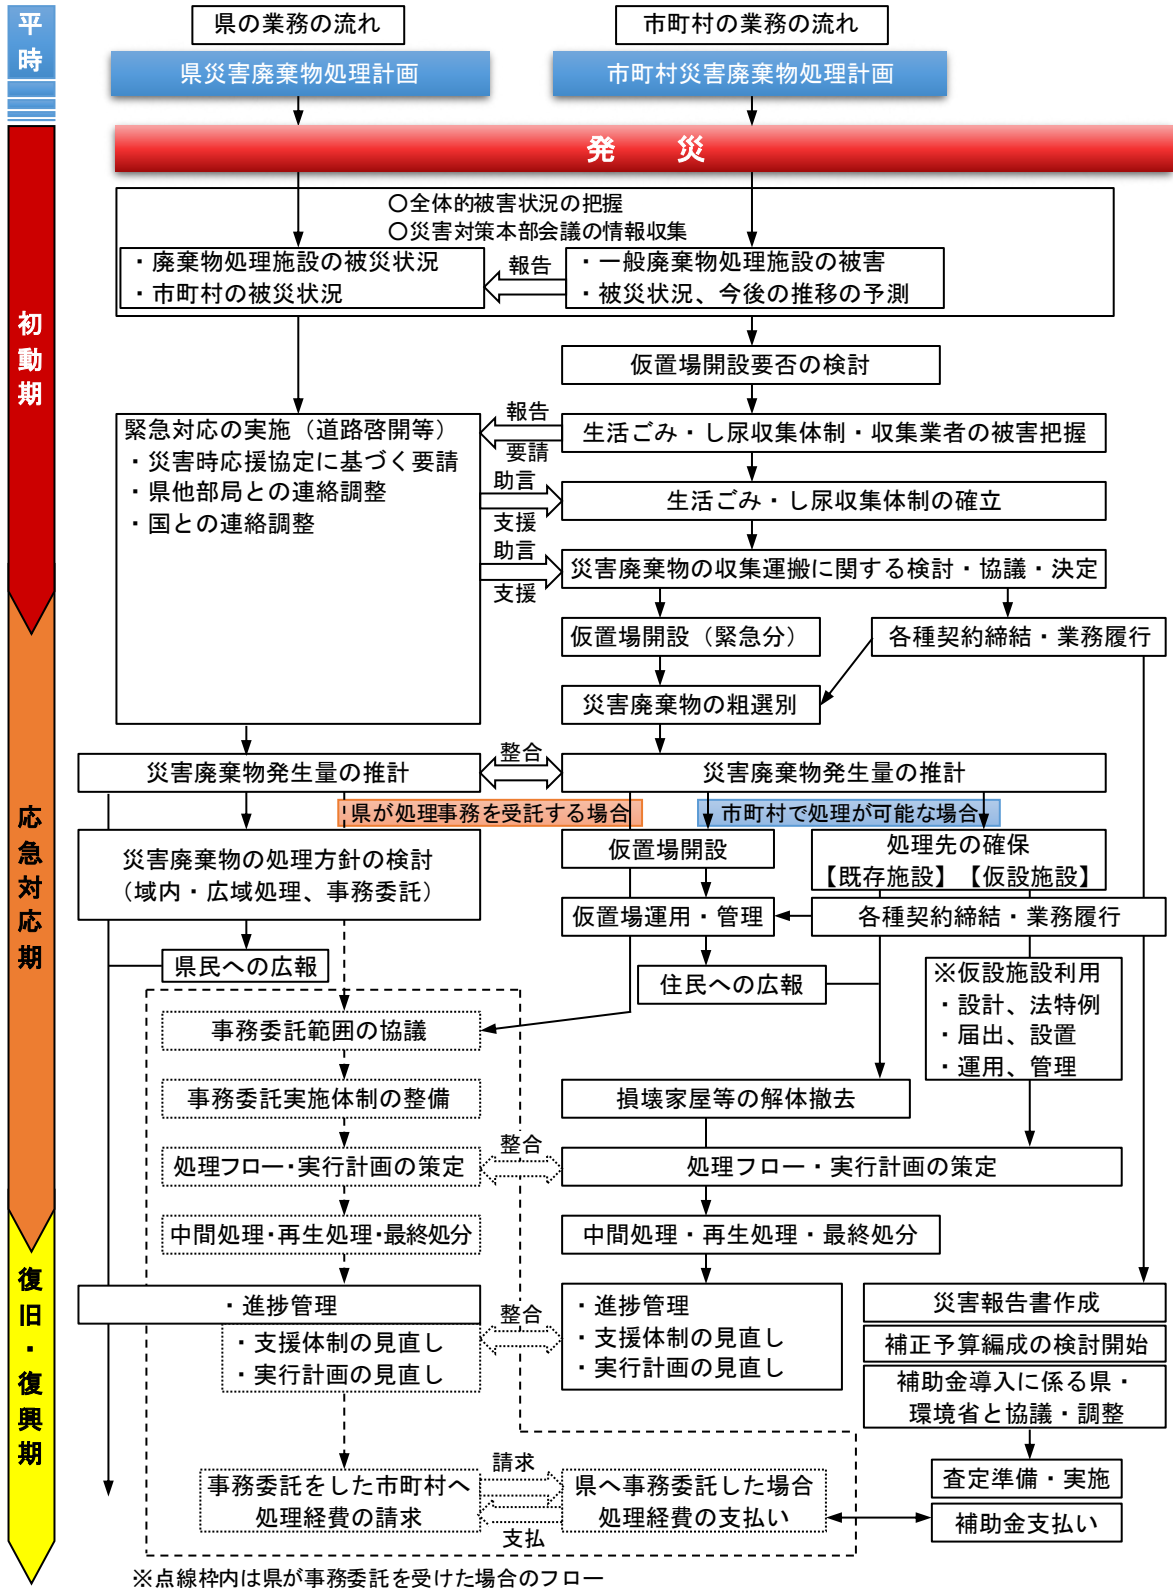 平時
県の業務の流れ
市町村の業務の流れ
県災害廃棄物処理計画
市町村災害廃棄物処理計画
発 災
初動期
○全体的被害状況の把握
○災害対策本部会議の情報収集
・廃棄物処理施設の被災状況
・市町村の被災状況
報告
・一般廃棄物処理施設の被害
・被災状況、今後の推移の予測
仮置場開設要否の検討
緊急対応の実施（道路啓開等）
・災害時応援協定に基づく要請
・県他部局との連絡調整
・国との連絡調整
報告
要請
生活ごみ・し尿収集体制・収集業者の被害把握
助言
支援
生活ごみ・し尿収集体制の確立
助言
支援
災害廃棄物の収集運搬に関する検討・協議・決定
仮置場開設（緊急分）
各種契約締結・業務履行
災害廃棄物の粗選別
応急対応期
災害廃棄物発生量の推計
整合
災害廃棄物発生量の推計
県が処理事務を受託する場合
市町村で処理が可能な場合
災害廃棄物の処理方針の検討
（域内・広域処理、事務委託）
仮置場開設
処理先の確保
【既存施設】【仮設施設】
仮置場運用・管理
各種契約締結・業務履行
県民への広報
住民への広報
※仮設施設利用
・設計、法特例
・届出、設置
・運用、管理
事務委託範囲の協議
事務委託実施体制の整備
損壊家屋等の解体撤去
処理フロー・実行計画の策定
整合
処理フロー・実行計画の策定
中間処理・再生処理・最終処分
中間処理・再生処理・最終処分
復旧・復興期
・進捗管理
・支援体制の見直し
・実行計画の見直し
整合
・進捗管理
・支援体制の見直し
・実行計画の見直し
災害報告書作成
補正予算編成の検討開始
補助金導入に係る県・
環境省と協議・調整
事務委託をした市町村へ
処理経費の請求
請求
支払
県へ事務委託した場合
処理経費の支払い
査定準備・実施
補助金支払い
※点線枠内は県が事務委託を受けた場合のフロー